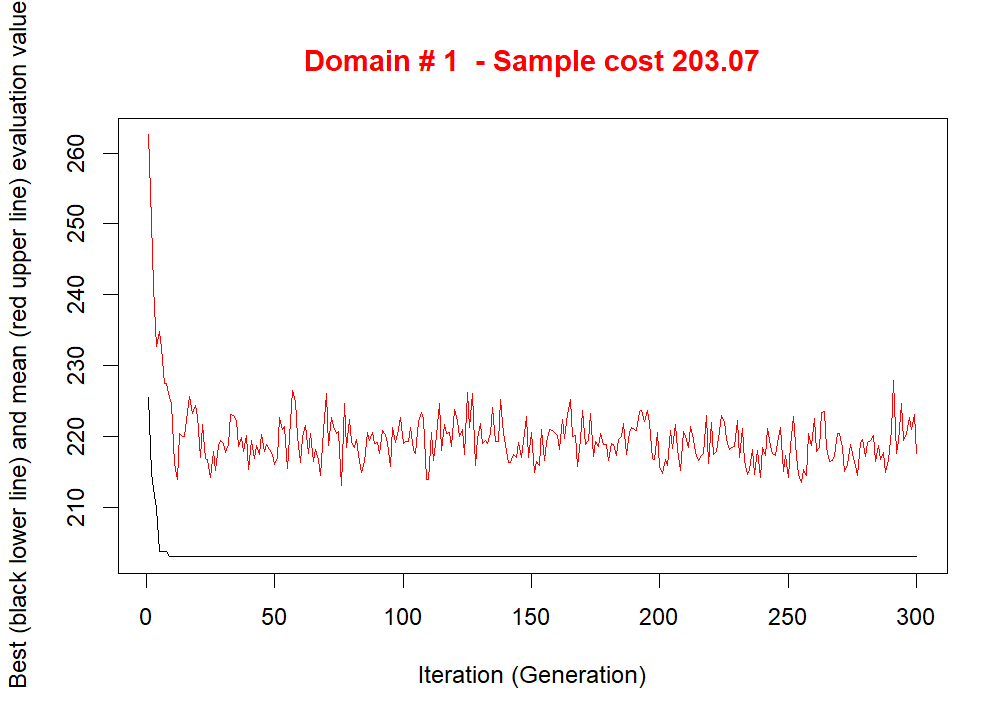 Domain # 1  - Sample cost 203.07
Best (black lower line) and mean (red upper line) evaluation value
260
250
240
230
220
210
0 50 100 150 200 250 300
Iteration (Generation)